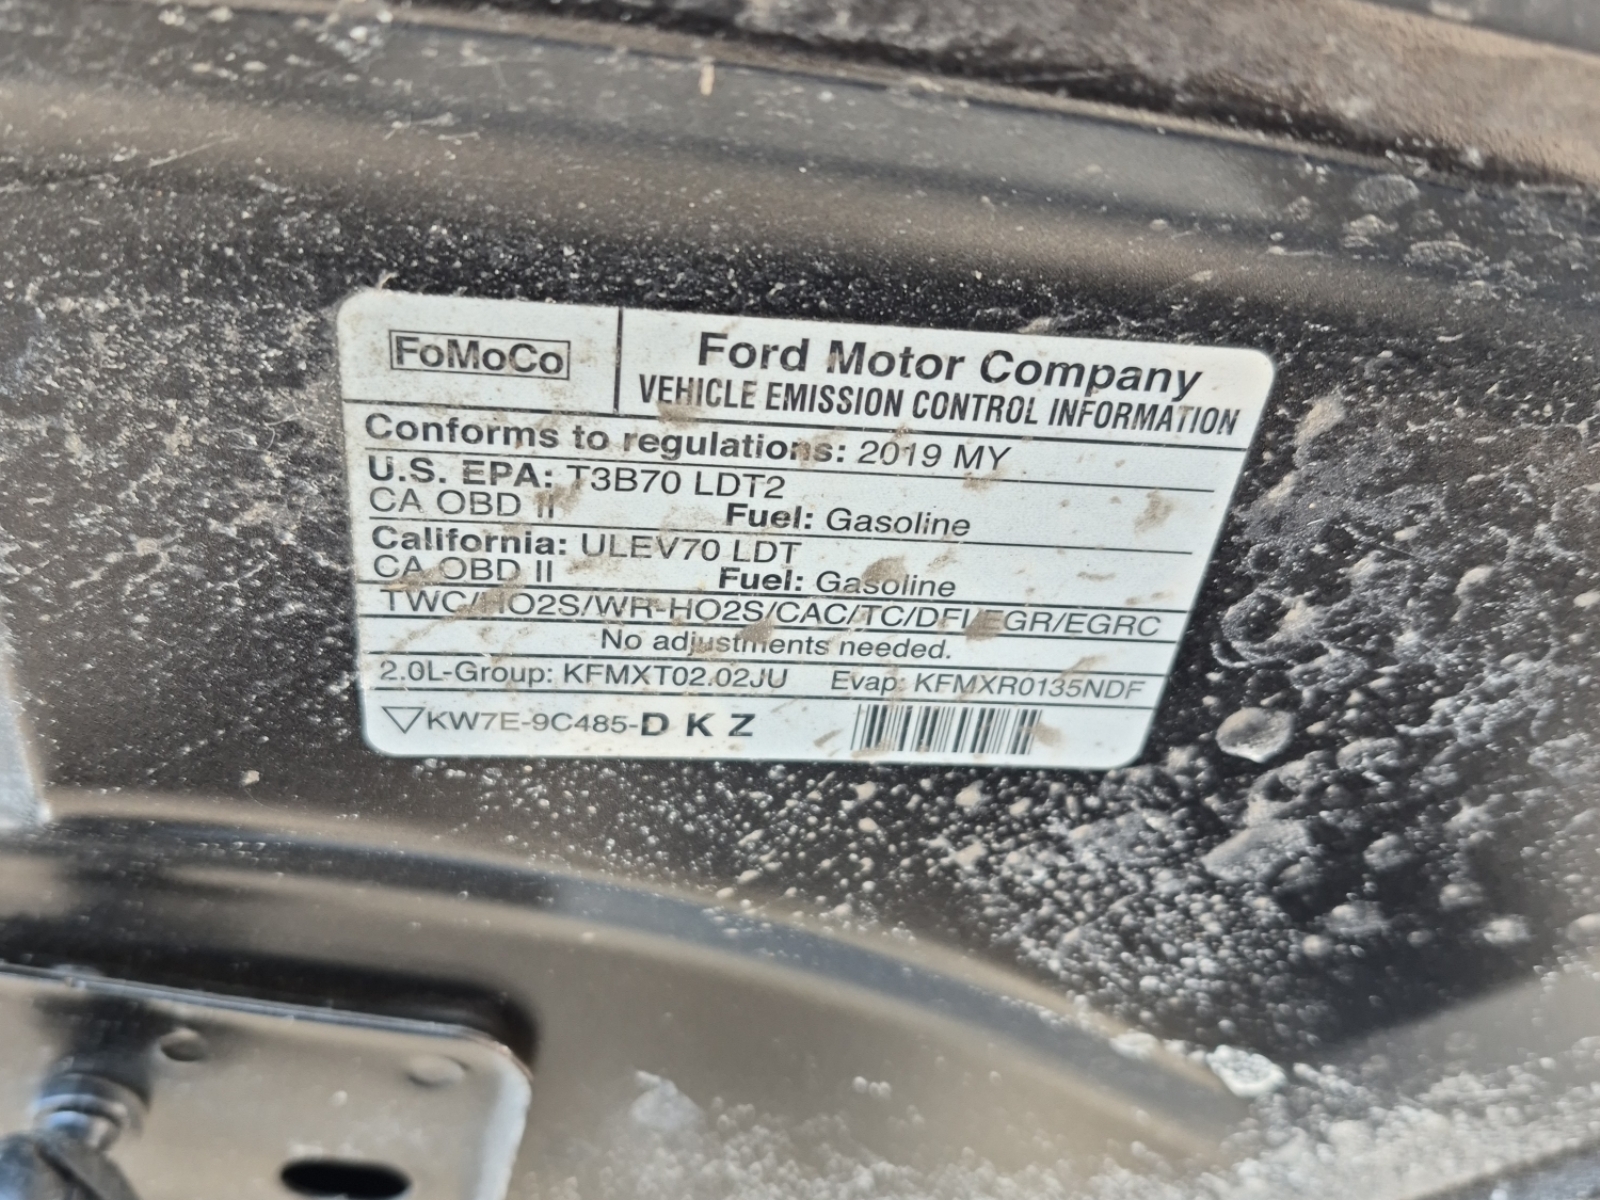 FoMoCo
Ford Motor Company
VEHICLE EMISSION CONTROL INFORMATION
Conforms to regulations: 2019 MY
U.S. EPA: T3B70 LDT2
CA OBD II Fuel: Gasoline
California: ULEV70 LDT
CA OBD II Fuel: Gasoline
TWC/HO2S/WR-HO2S/CAC/TC/DFI/EGR/EGRC
No adjustments needed.
2.0L-Group: KFMXT02.02JU Evap: KFMXR0135NDF
▽KW7E-9C485-D K Z